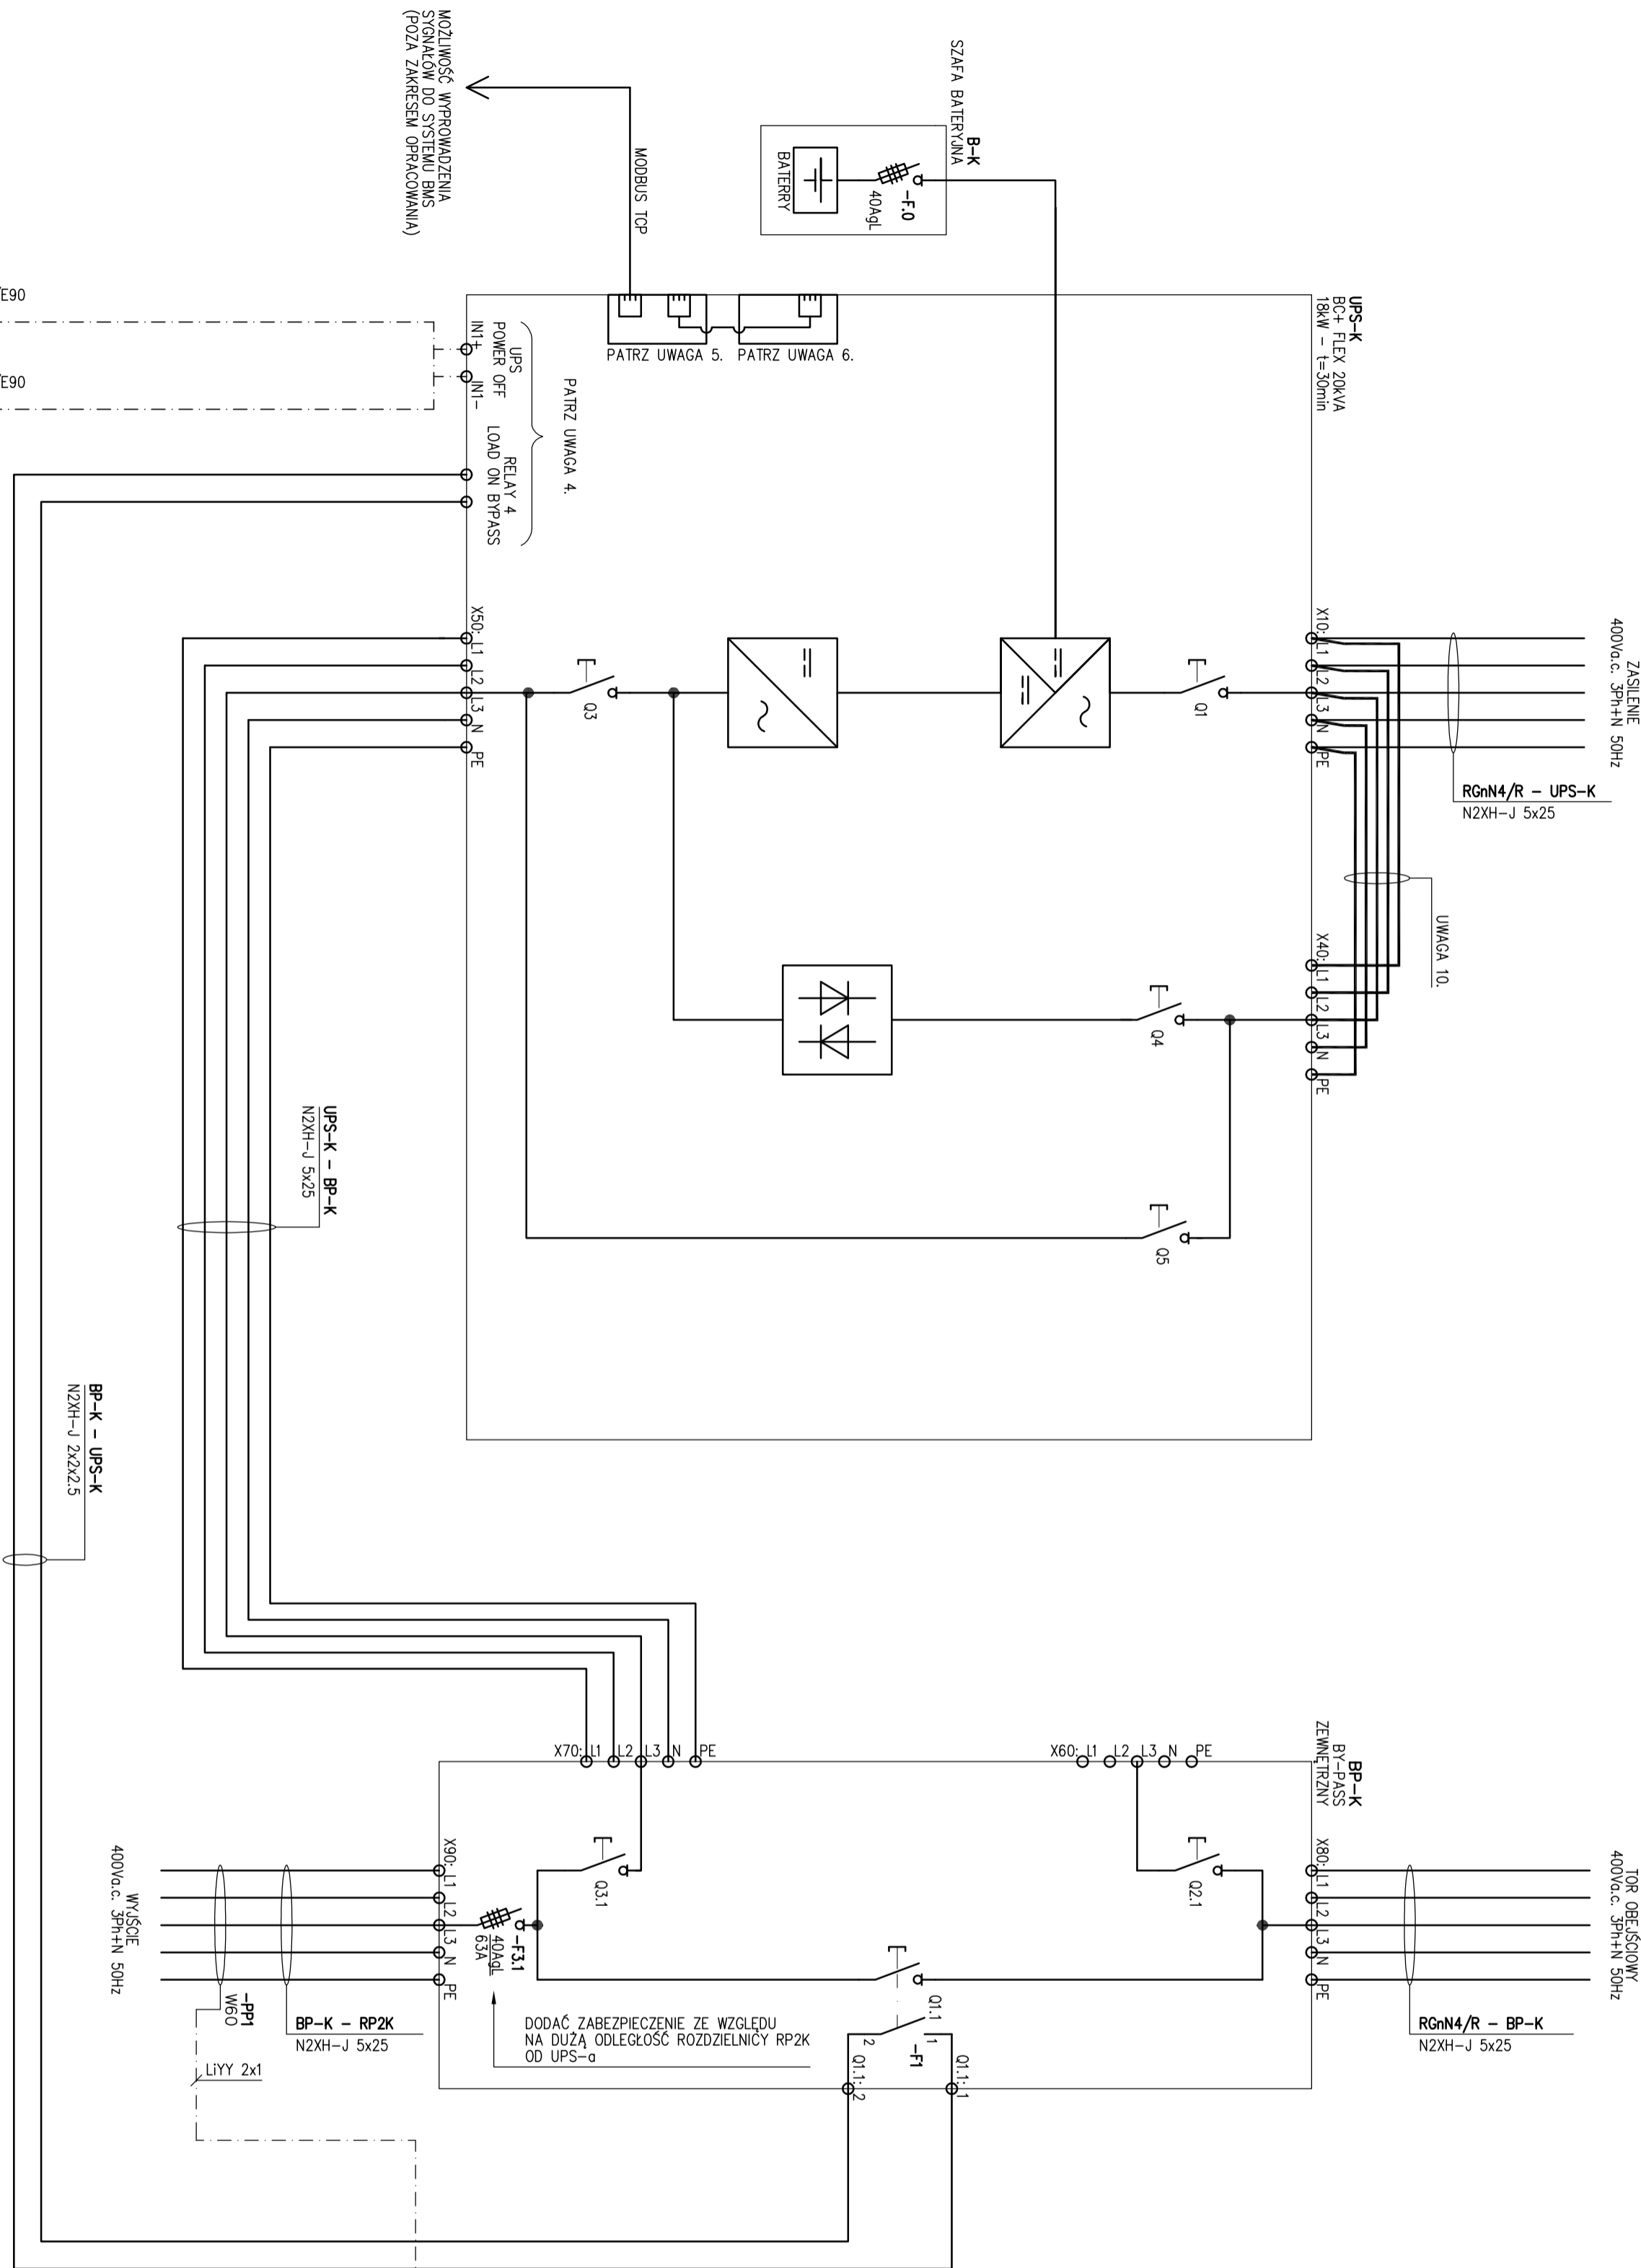 ZASILENIE
400Va.c. 3Ph+N 50Hz
RGnN4/R – UPS–K
N2XH–J 5x25
UWAGA 10.
TOR OBEJŚCIOWY
400Va.c. 3Ph+N 50Hz
RGnN4/R – BP–K
N2XH–J 5x25
UPS–K
BC+ FLEX 20kVA
18kW – t=30min
X10: L1 L2 L3 N PE
X40: L1 L2 L3 N PE
Q1
Q4
Q5
Q3
B–K
SZAFA BATERYJNA
–F.0
40AgL
BATERRY
MODBUS TCP
MOŻLIWOŚĆ WYPROWADZENIA
SYGNAŁÓW DO SYSTEMU BMS
(POZA ZAKRESEM OPRACOWANIA)
PATRZ UWAGA 5.
PATRZ UWAGA 6.
PATRZ UWAGA 4.
UPS
POWER OFF
IN1+ IN1–
RELAY 4
LOAD ON BYPASS
E90
E90
X50: L1 L2 L3 N PE
UPS–K – BP–K
N2XH–J 5x25
BP–K – UPS–K
N2XH–J 2x2x2.5
BP–K
BY–PASS
ZEWNĘTRZNY
X80: L1 L2 L3 N PE
X60: L1 L2 L3 N PE
X70: L1 L2 L3 N PE
Q2.1
Q3.1
Q1.1
1
2
–F1
Q1.1: 1
Q1.1: 2
–F3.1
40AgL
63A
DODAĆ ZABEZPIECZENIE ZE WZGLĘDU
NA DUŻĄ ODLEGŁOŚĆ ROZDZIELNICY RP2K
OD UPS–a
X90: L1 L2 L3 N PE
BP–K – RP2K
N2XH–J 5x25
–PP1
W60
LiYY 2x1
WYJŚCIE
400Va.c. 3Ph+N 50Hz